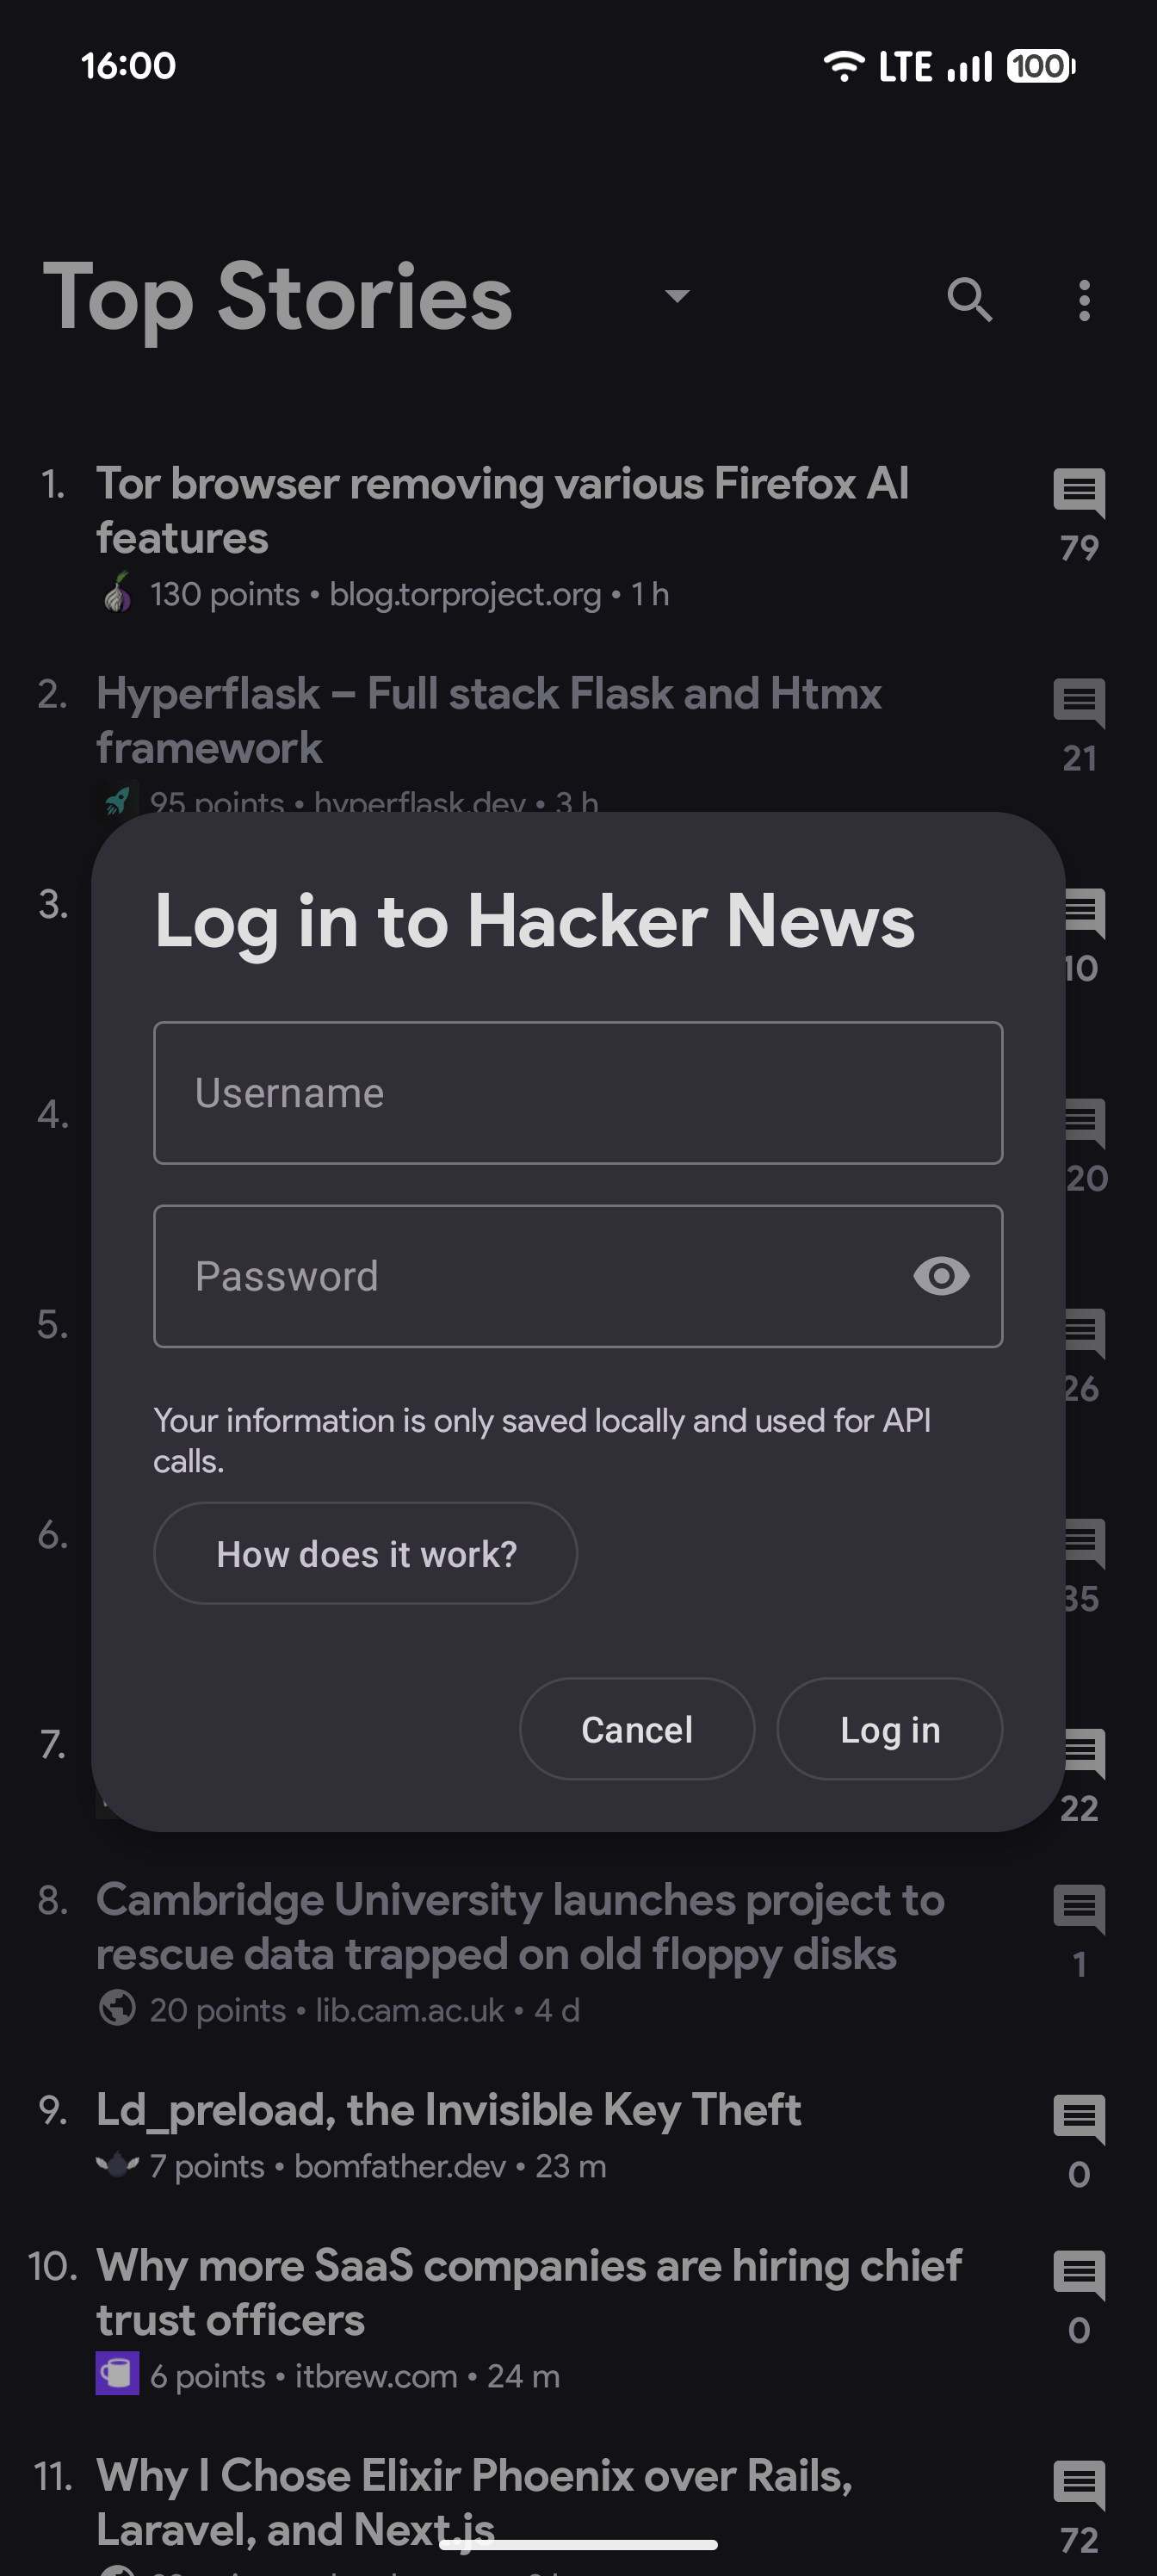 16:00
LTE
100
Top Stories
1. Tor browser removing various Firefox AI
features
79
130 points • blog.torproject.org • 1 h
2. Hyperflask – Full stack Flask and Htmx
framework
21
95 points • hyperflask.dev • 3 h
3.
10
Log in to Hacker News
Username
4.
20
Password
5.
26
Your information is only saved locally and used for API
calls.
How does it work?
6.
35
Cancel
Log in
7.
22
8. Cambridge University launches project to
rescue data trapped on old floppy disks
1
20 points • lib.cam.ac.uk • 4 d
9. Ld_preload, the Invisible Key Theft
7 points • bomfather.dev • 23 m
0
10. Why more SaaS companies are hiring chief
trust officers
0
6 points • itbrew.com • 24 m
11. Why I Chose Elixir Phoenix over Rails,
Laravel, and Next.js
72